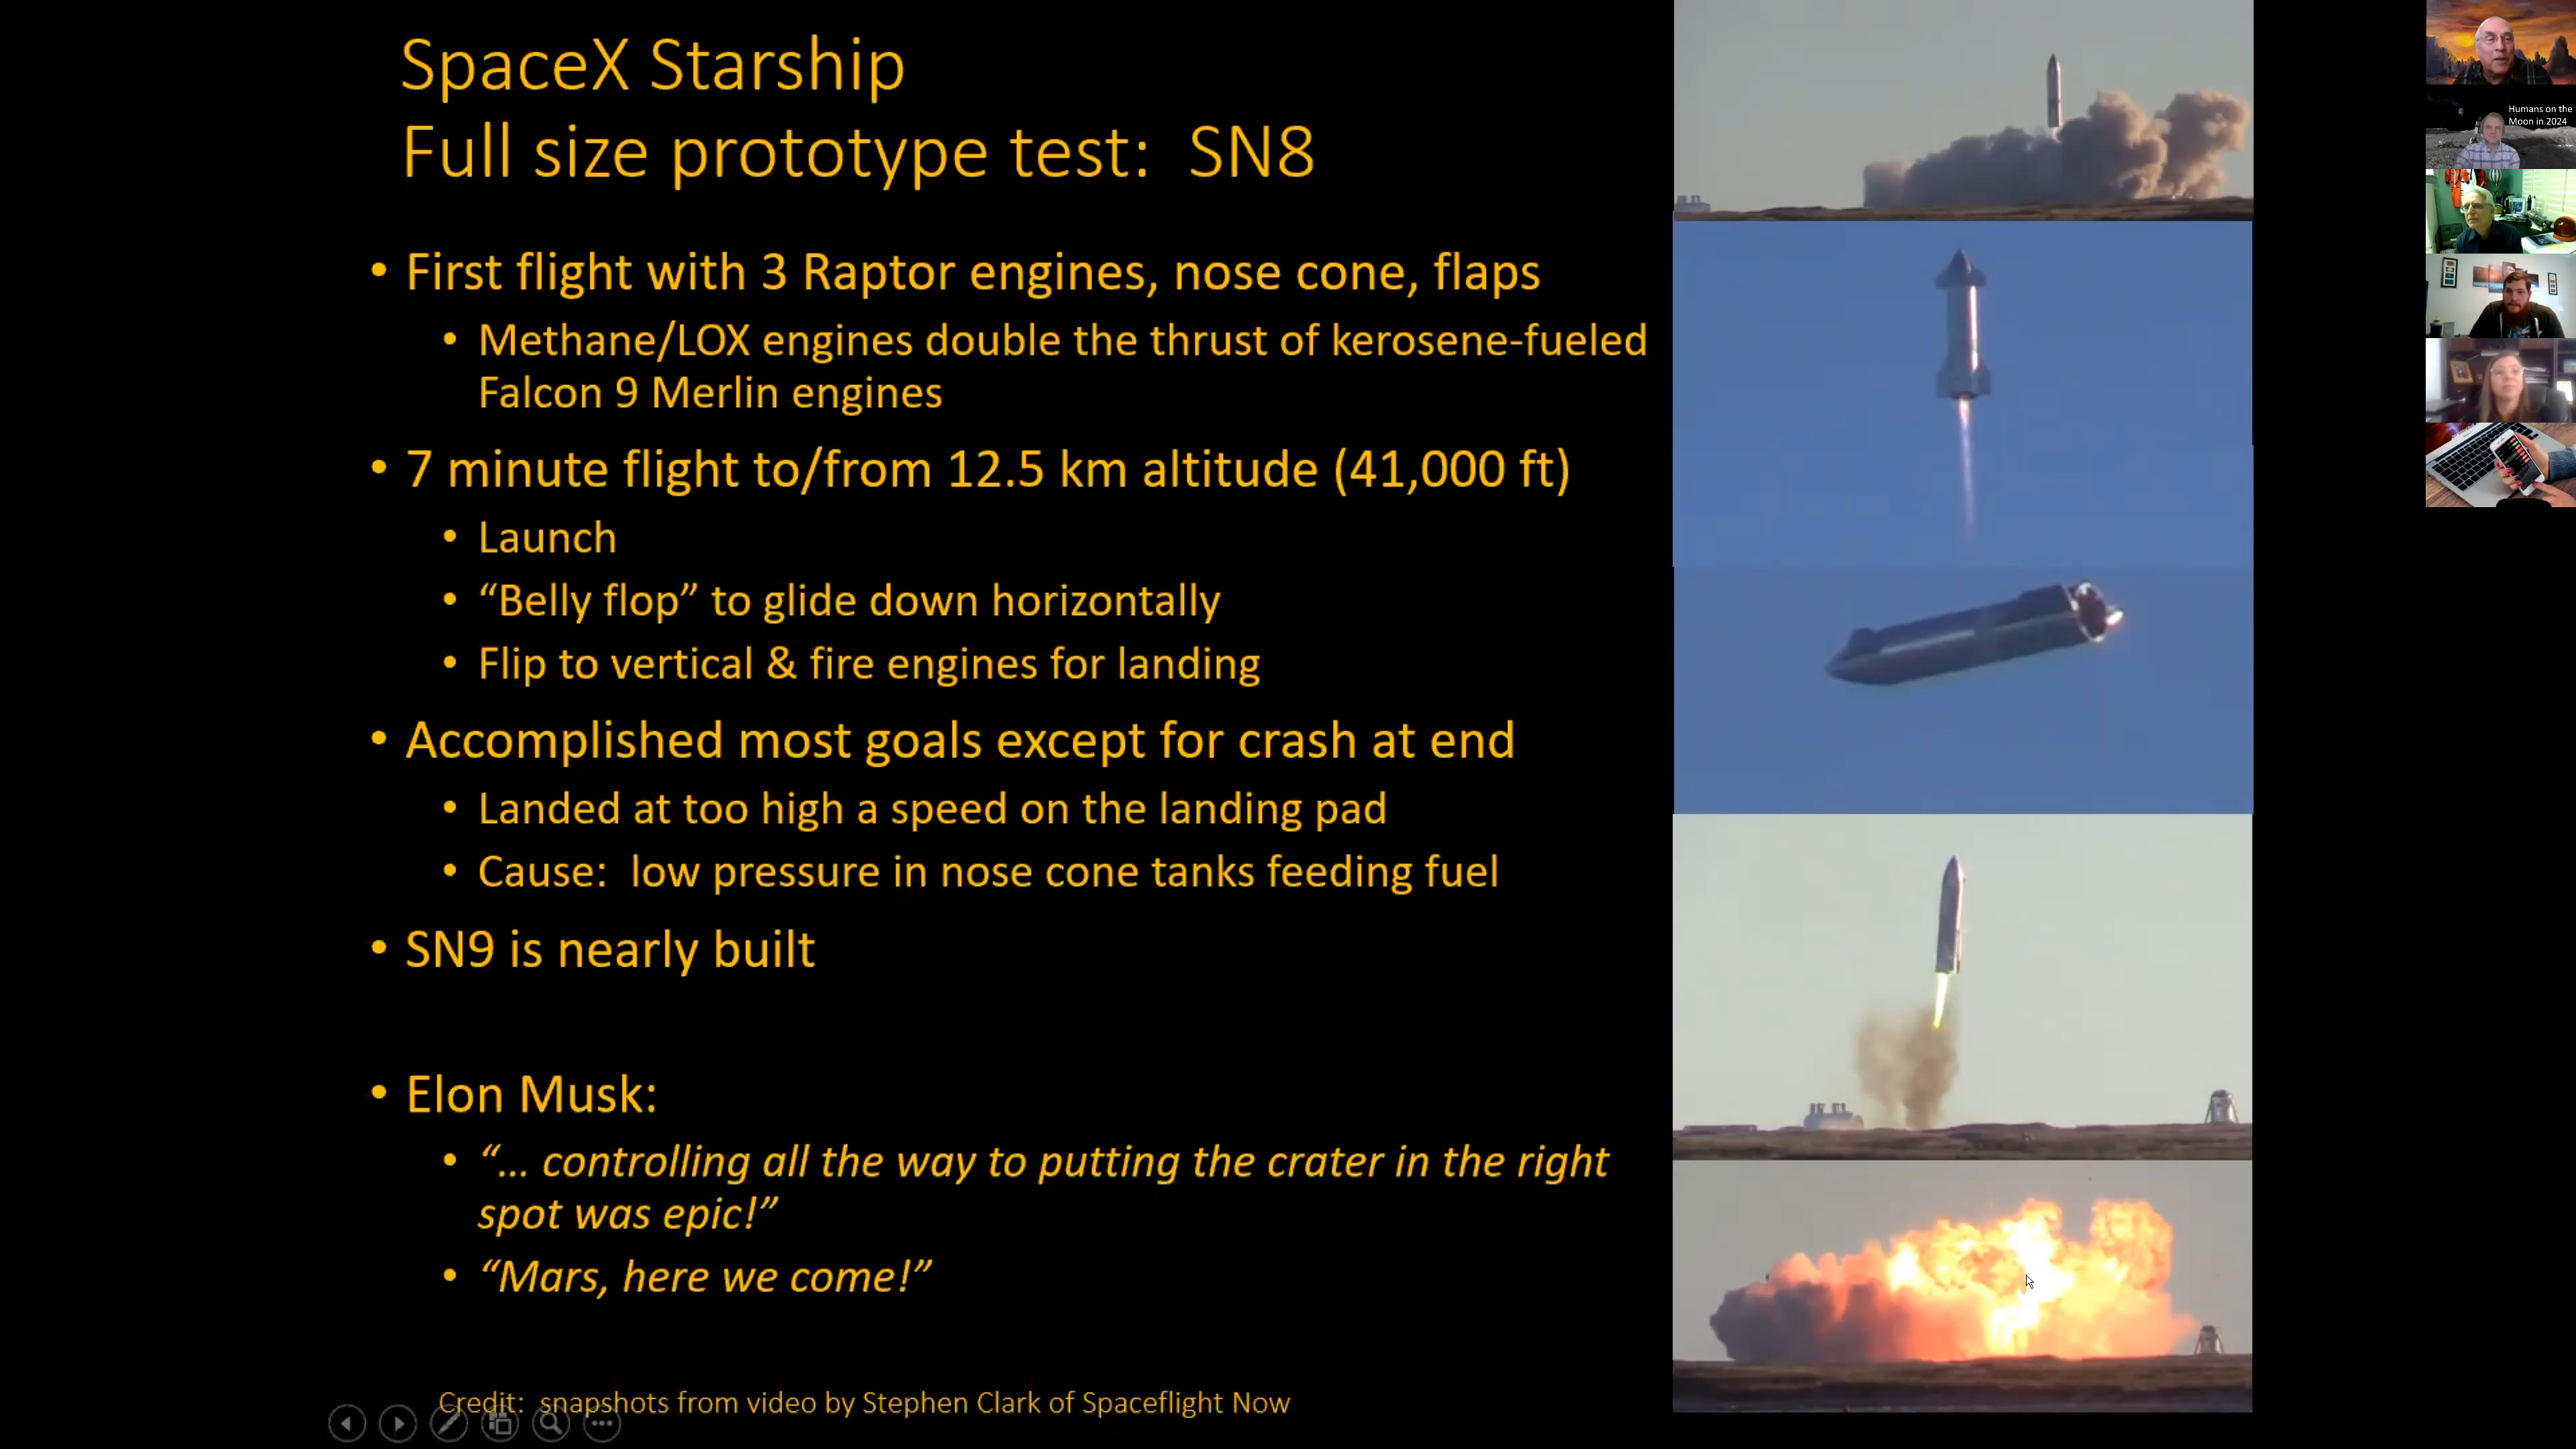 SpaceX Starship
Full size prototype test: SN8
• First flight with 3 Raptor engines, nose cone, flaps
• Methane/LOX engines double the thrust of kerosene-fueled
Falcon 9 Merlin engines
• 7 minute flight to/from 12.5 km altitude (41,000 ft)
• Launch
• “Belly flop” to glide down horizontally
• Flip to vertical & fire engines for landing
• Accomplished most goals except for crash at end
• Landed at too high a speed on the landing pad
• Cause: low pressure in nose cone tanks feeding fuel
• SN9 is nearly built
• Elon Musk:
• “… controlling all the way to putting the crater in the right
spot was epic!”
• “Mars, here we come!”
Credit: snapshots from video by Stephen Clark of Spaceflight Now
Humans on the
Moon in 2024